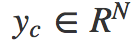 y_c ∈ R^N